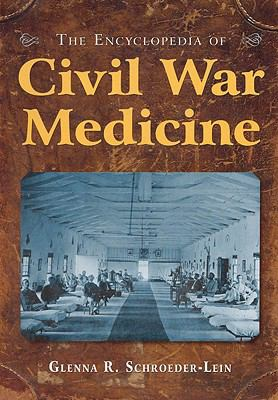 THE ENCYCLOPEDIA OF
Civil War
Medicine
GLENNA R. SCHROEDER-LEIN